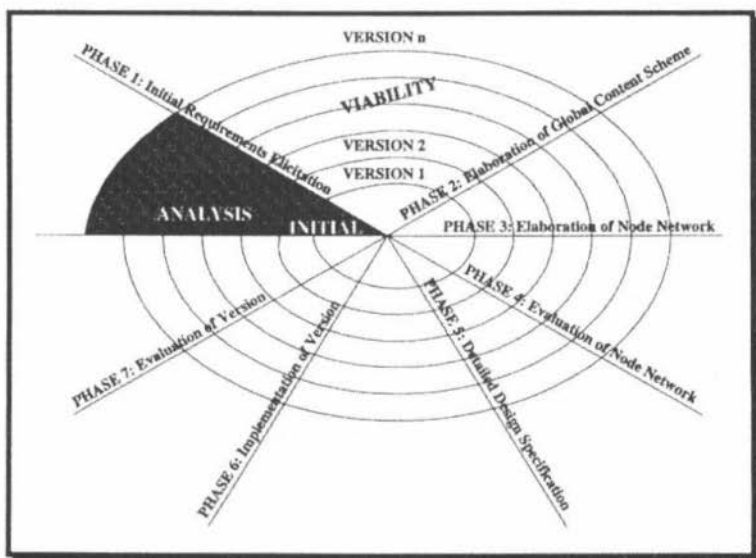 VERSION n
PHASE 1: Initial Requirements Elicitation
VIABILITY
VERSION 2
VERSION 1
PHASE 2: Elaboration of Global Content Scheme
ANALYSIS
INITIAL
PHASE 3: Elaboration of Node Network
PHASE 4: Evaluation of Node Network
PHASE 5: Detailed Design Specification
PHASE 6: Implementation of Version
PHASE 7: Evaluation of Version